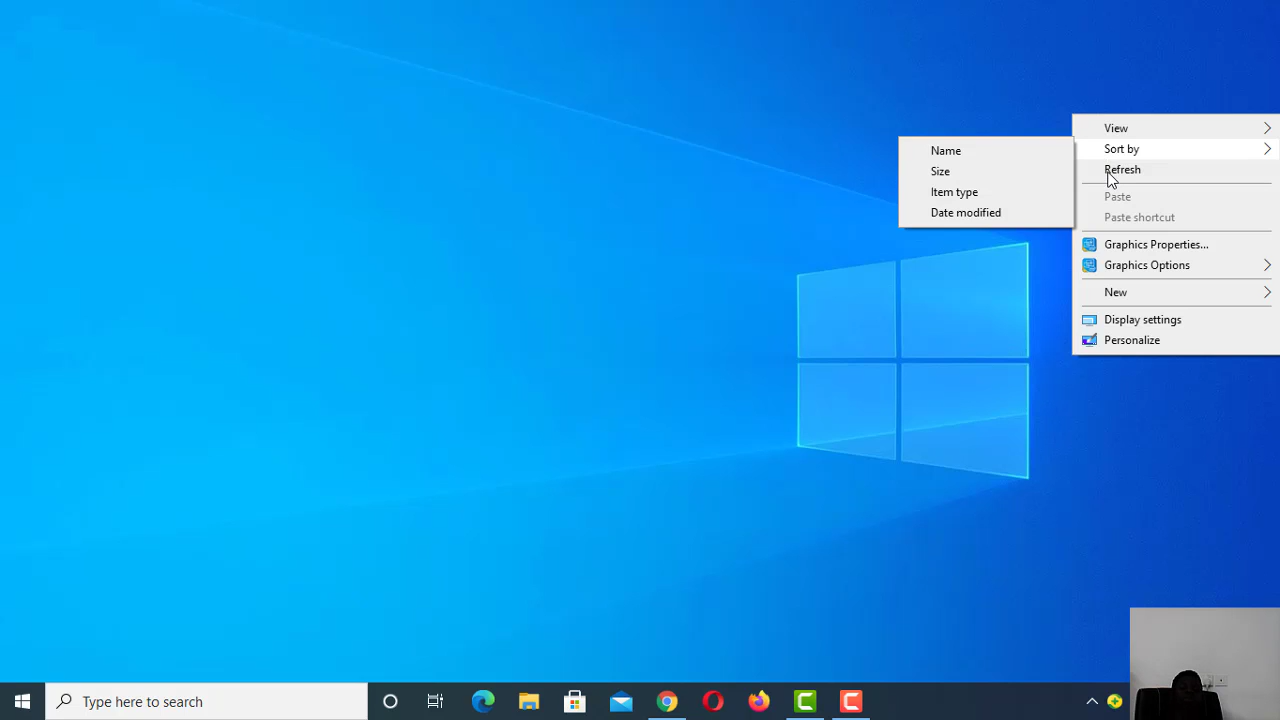 View
Sort by
Refresh
Paste
Paste shortcut
Graphics Properties...
Graphics Options
New
Display settings
Personalize
Name
Size
Item type
Date modified
Type here to search